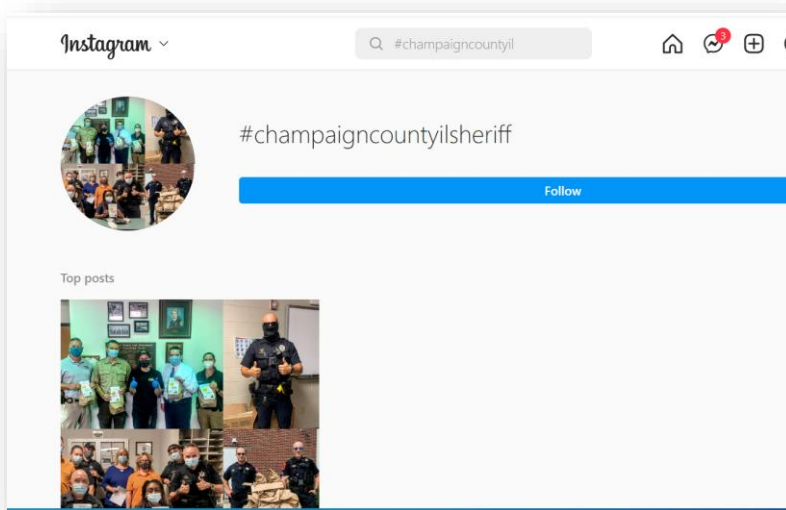 Instagram
#champaigncountyil
3
#champaigncountyilsheriff
Follow
Top posts